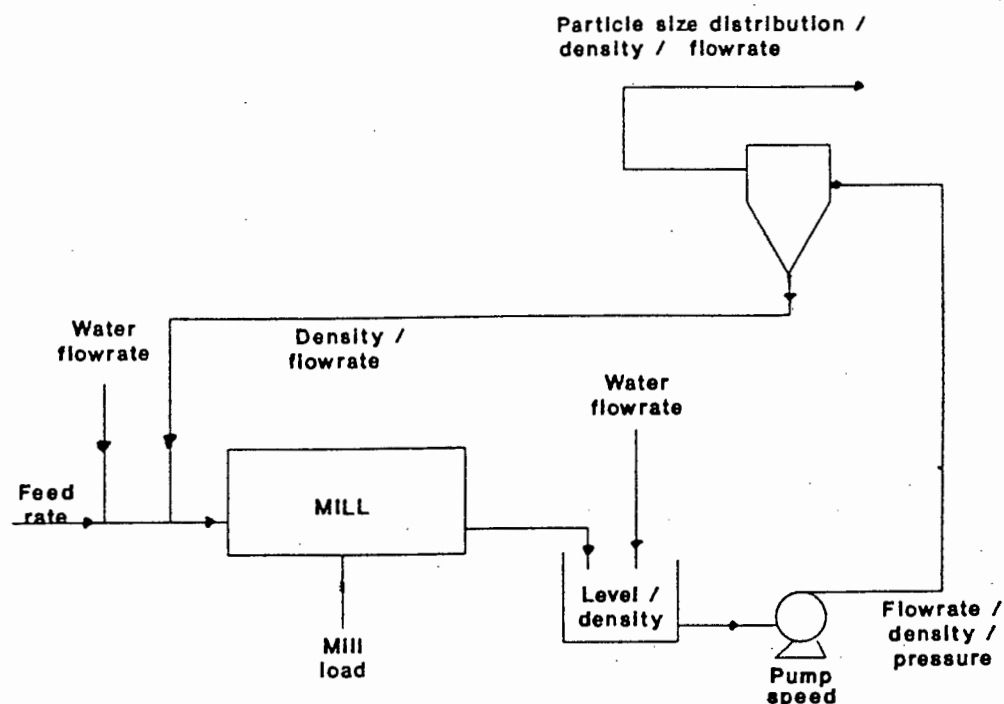 Particle size distribution /
density / flowrate
Water
flowrate
Density /
flowrate
Water
flowrate
Feed
rate
MILL
Level /
density
Flowrate /
density /
pressure
Mill
load
Pump
speed